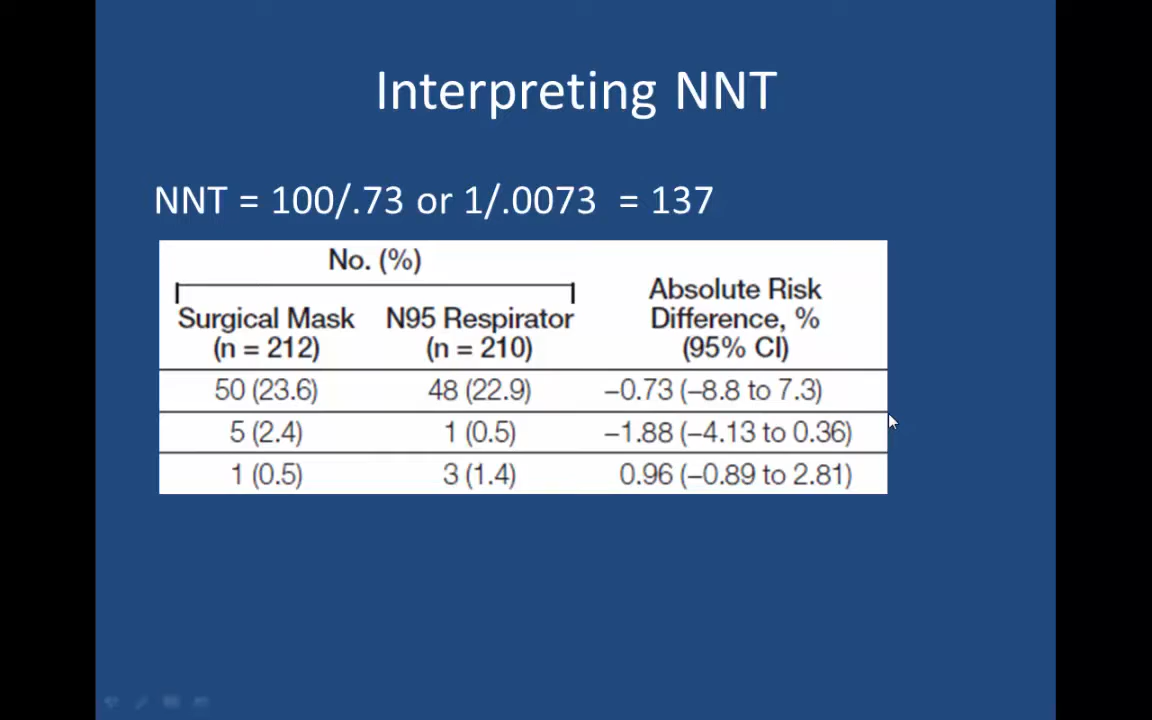 Interpreting NNT
NNT = 100/.73 or 1/.0073 = 137
No. (%)
Surgical Mask (n = 212) N95 Respirator (n = 210) Absolute Risk Difference, % (95% CI)
50 (23.6) 48 (22.9) –0.73 (–8.8 to 7.3)
5 (2.4) 1 (0.5) –1.88 (–4.13 to 0.36)
1 (0.5) 3 (1.4) 0.96 (–0.89 to 2.81)